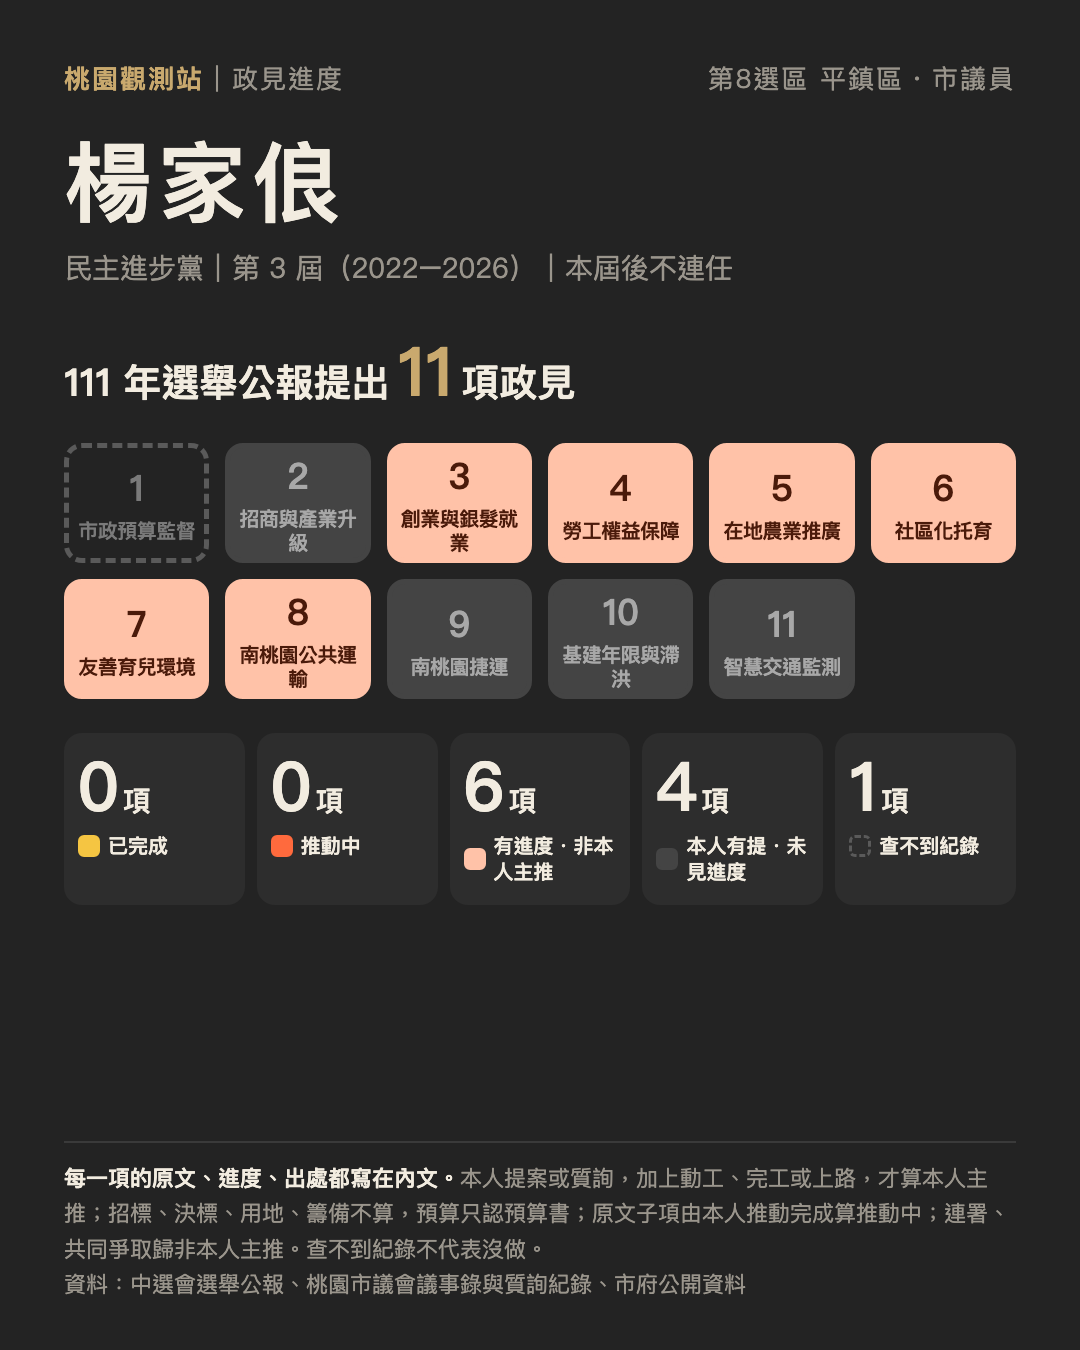 桃園觀測站｜政見進度
第8選區 平鎮區・市議員
楊家俍
民主進步黨｜第 3 屆（2022—2026）｜本屆後不連任
111 年選舉公報提出 11 項政見
1
市政預算監督
2
招商與產業升
級
3
創業與銀髮就
業
4
勞工權益保障
5
在地農業推廣
6
社區化托育
7
友善育兒環境
8
南桃園公共運
輸
9
南桃園捷運
10
基建年限與滯
洪
11
智慧交通監測
0項
已完成
0項
推動中
6項
有進度・非本
人主推
4項
本人有提・未
見進度
1項
查不到紀錄
每一項的原文、進度、出處都寫在內文。本人提案或質詢，加上動工、完工或上路，才算本人主
推；招標、決標、用地、籌備不算，預算只認預算書；原文子項由本人推動完成算推動中；連署、
共同爭取歸非本人主推。查不到紀錄不代表沒做。
資料：中選會選舉公報、桃園市議會議事錄與質詢紀錄、市府公開資料